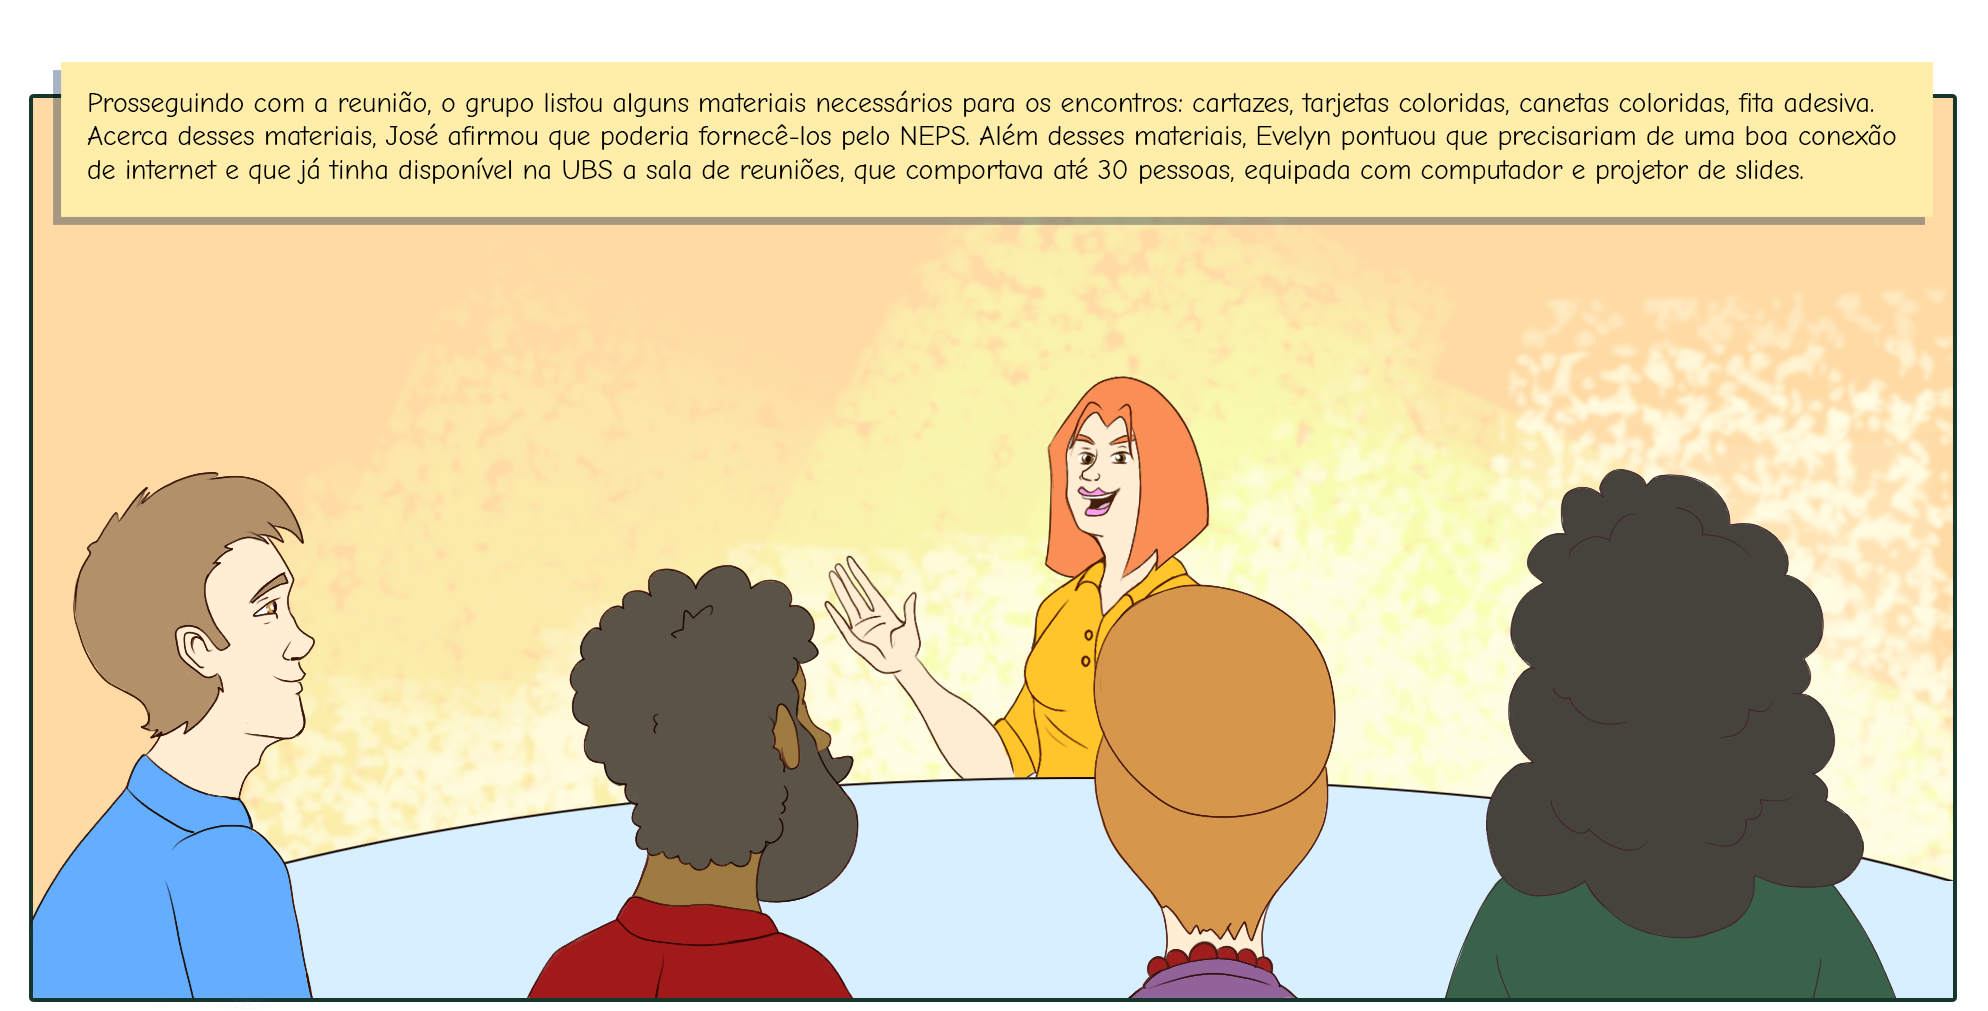 Prosseguindo com a reunião, o grupo listou alguns materiais necessários para os encontros: cartazes, tarjetas coloridas, canetas coloridas, fita adesiva.
Acerca desses materiais, José afirmou que poderia fornecê-los pelo NEPS. Além desses materiais, Evelyn pontuou que precisariam de uma boa conexão
de internet e que já tinha disponível na UBS a sala de reuniões, que comportava até 30 pessoas, equipada com computador e projetor de slides.